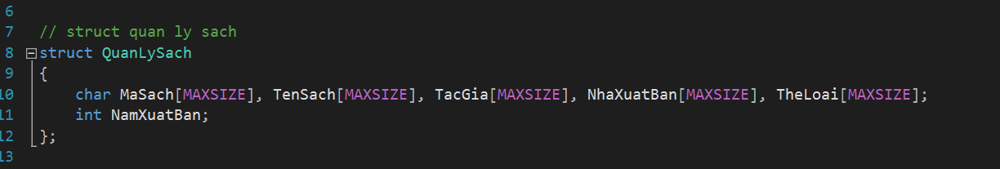 6
7 // struct quan ly sach
8 struct QuanLySach
9 {
10 char MaSach[MAXSIZE], TenSach[MAXSIZE], TacGia[MAXSIZE], NhaXuatBan[MAXSIZE], TheLoai[MAXSIZE];
11 int NamXuatBan;
12 };
13